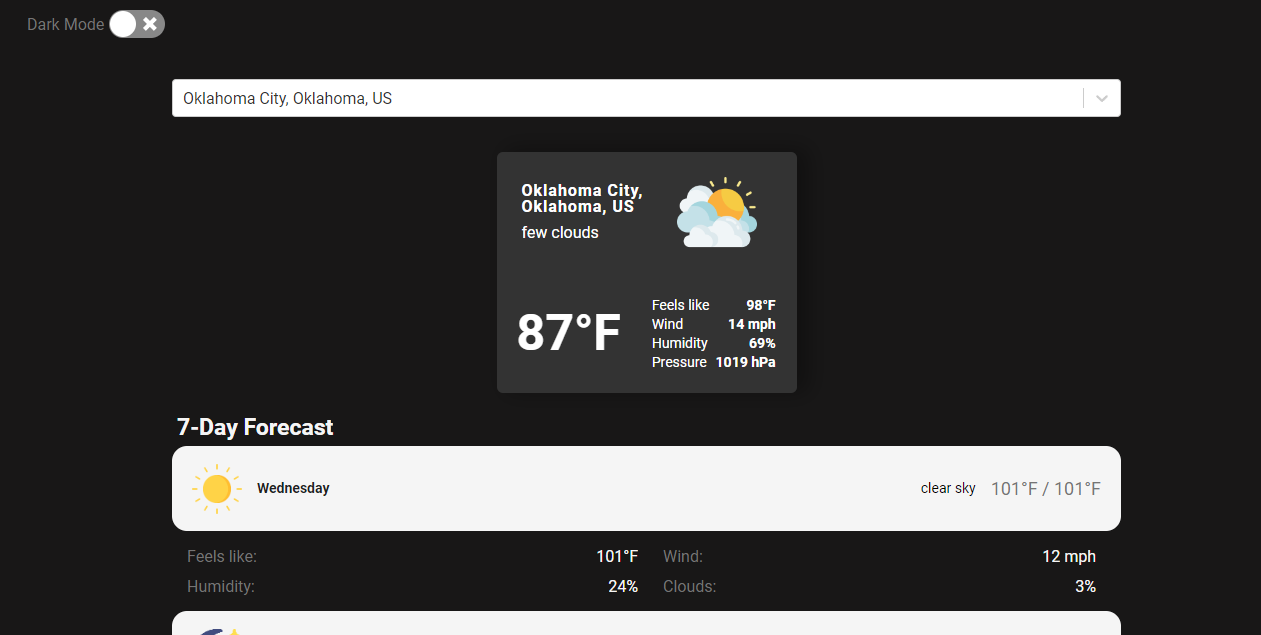 Dark Mode
Oklahoma City, Oklahoma, US
Oklahoma City,
Oklahoma, US
few clouds
87°F
Feels like 98°F
Wind 14 mph
Humidity 69%
Pressure 1019 hPa
7-Day Forecast
Wednesday clear sky 101°F / 101°F
Feels like: 101°F Wind: 12 mph
Humidity: 24% Clouds: 3%